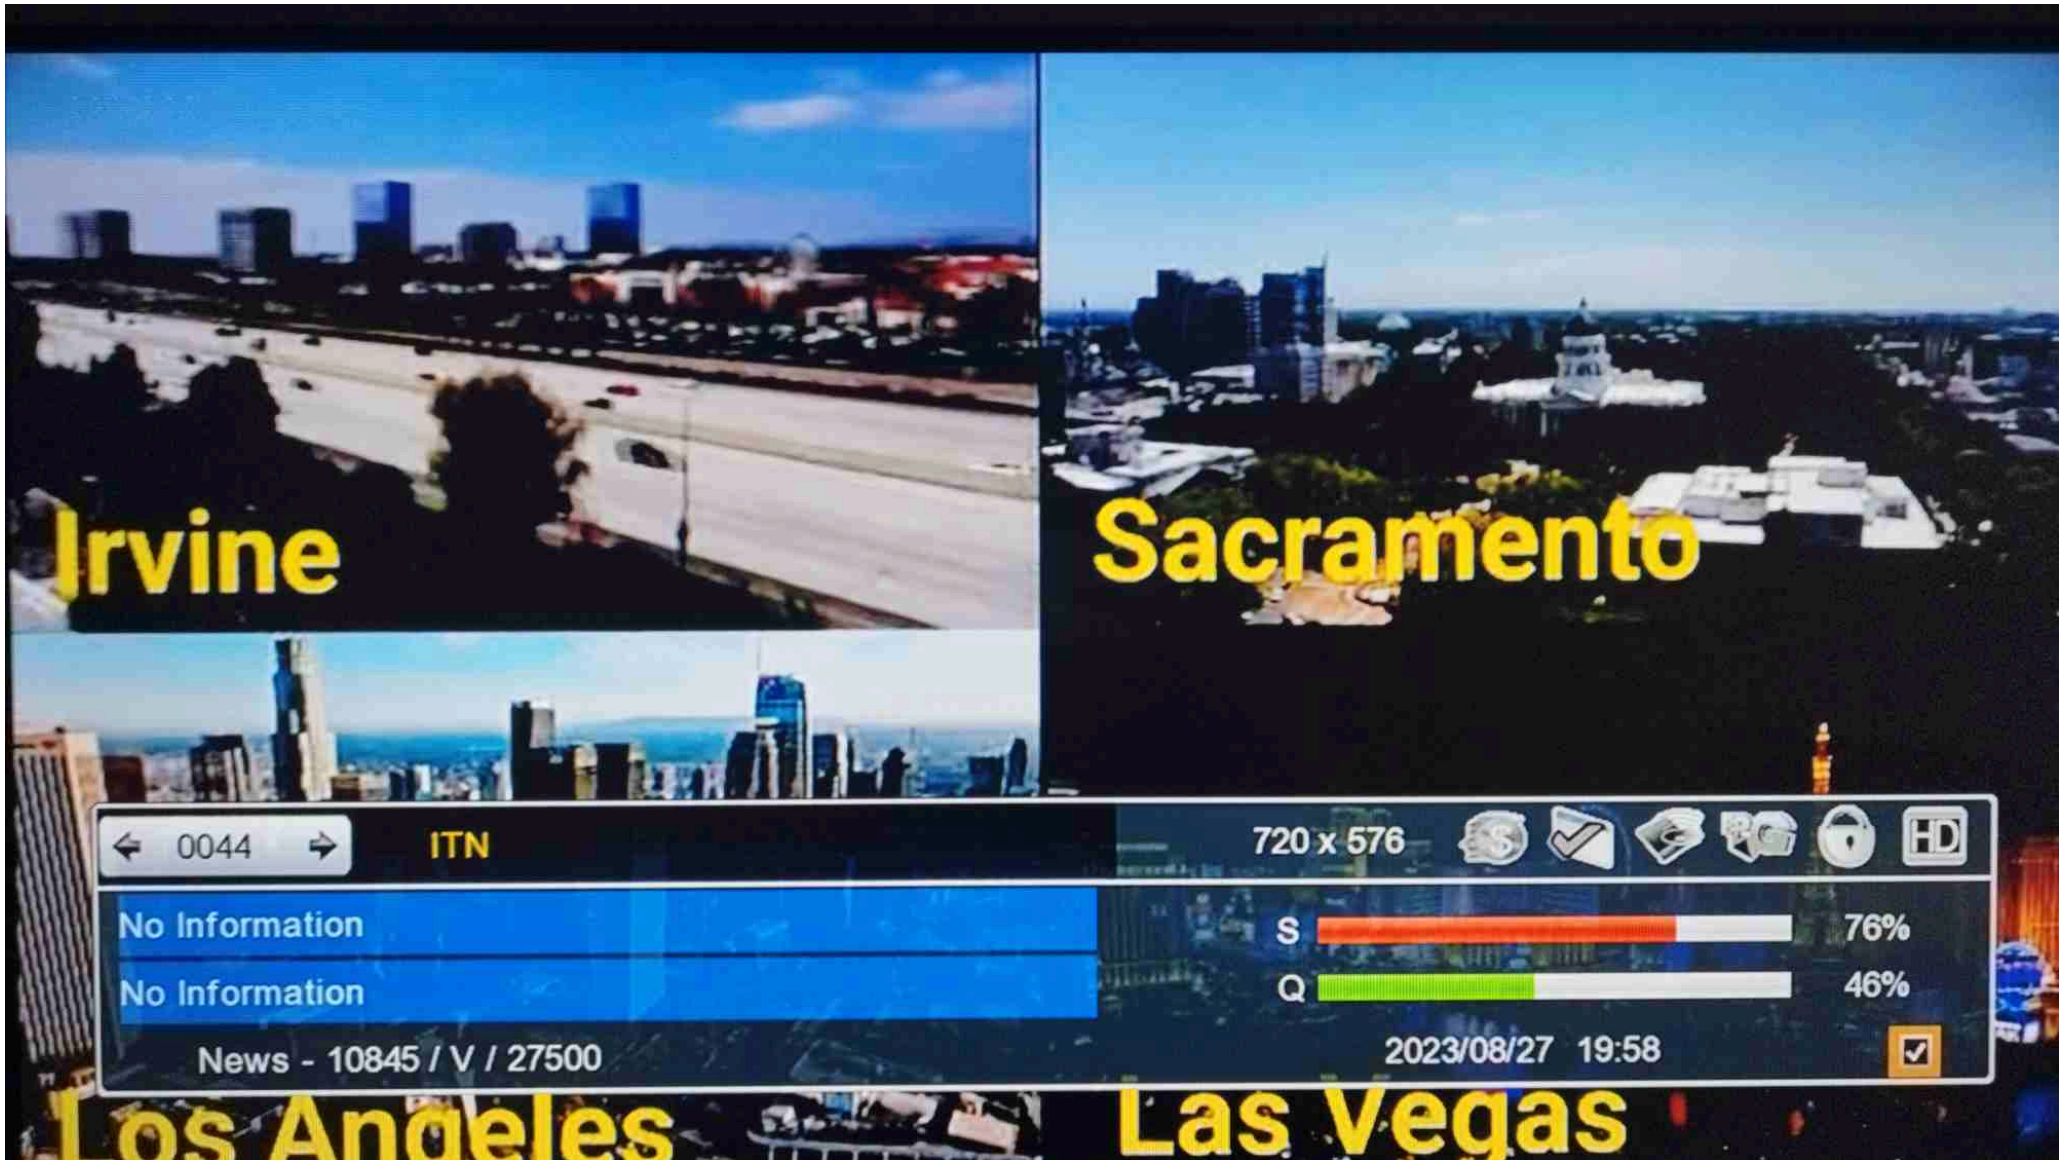 Irvine
Sacramento
0044
ITN
720 x 576
HD
No Information
S
76%
No Information
Q
46%
News - 10845 / V / 27500
2023/08/27 19:58
Los Angeles
Las Vegas